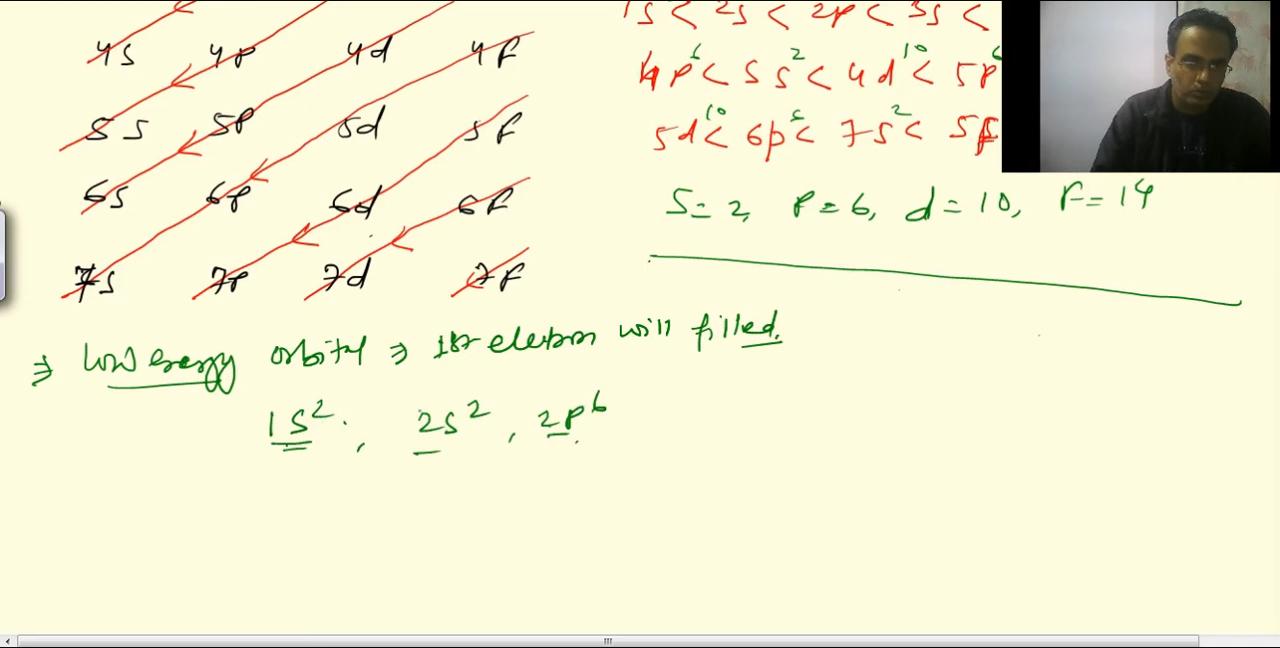 1s < 2s < 2p < 3s <
4p⁶ < 5s² < 4d¹⁰ < 5p⁶
5d¹⁰ < 6p⁶ < 7s² < 5f
S = 2, P = 6, d = 10, F = 14
4s 4p 4d 4f
5s 5p 5d 5f
6s 6p 6d 6f
7s 7p 7d 7f
⇒ Low energy orbital ⇒ 1st electron will filled.
1s², 2s², 2p⁶